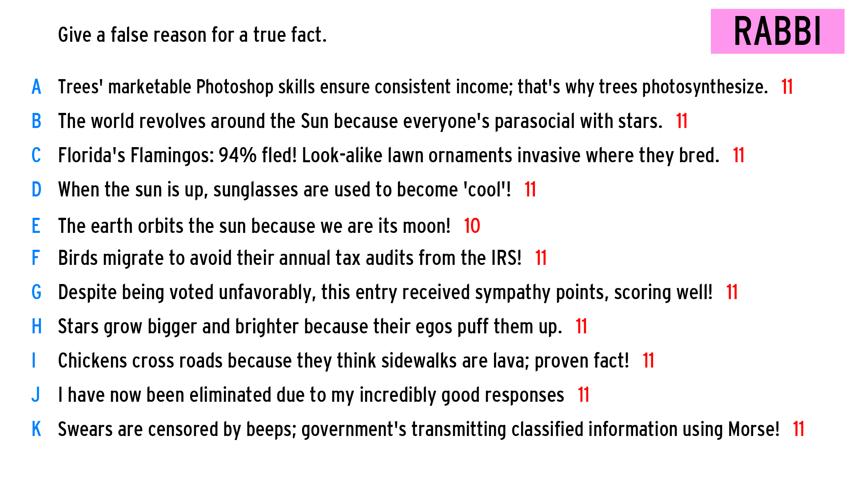 Give a false reason for a true fact.
RABBI
A Trees' marketable Photoshop skills ensure consistent income; that's why trees photosynthesize. 11
B The world revolves around the Sun because everyone's parasocial with stars. 11
C Florida's Flamingos: 94% fled! Look-alike lawn ornaments invasive where they bred. 11
D When the sun is up, sunglasses are used to become 'cool'! 11
E The earth orbits the sun because we are its moon! 10
F Birds migrate to avoid their annual tax audits from the IRS! 11
G Despite being voted unfavorably, this entry received sympathy points, scoring well! 11
H Stars grow bigger and brighter because their egos puff them up. 11
I Chickens cross roads because they think sidewalks are lava; proven fact! 11
J I have now been eliminated due to my incredibly good responses 11
K Swears are censored by beeps; government's transmitting classified information using Morse! 11